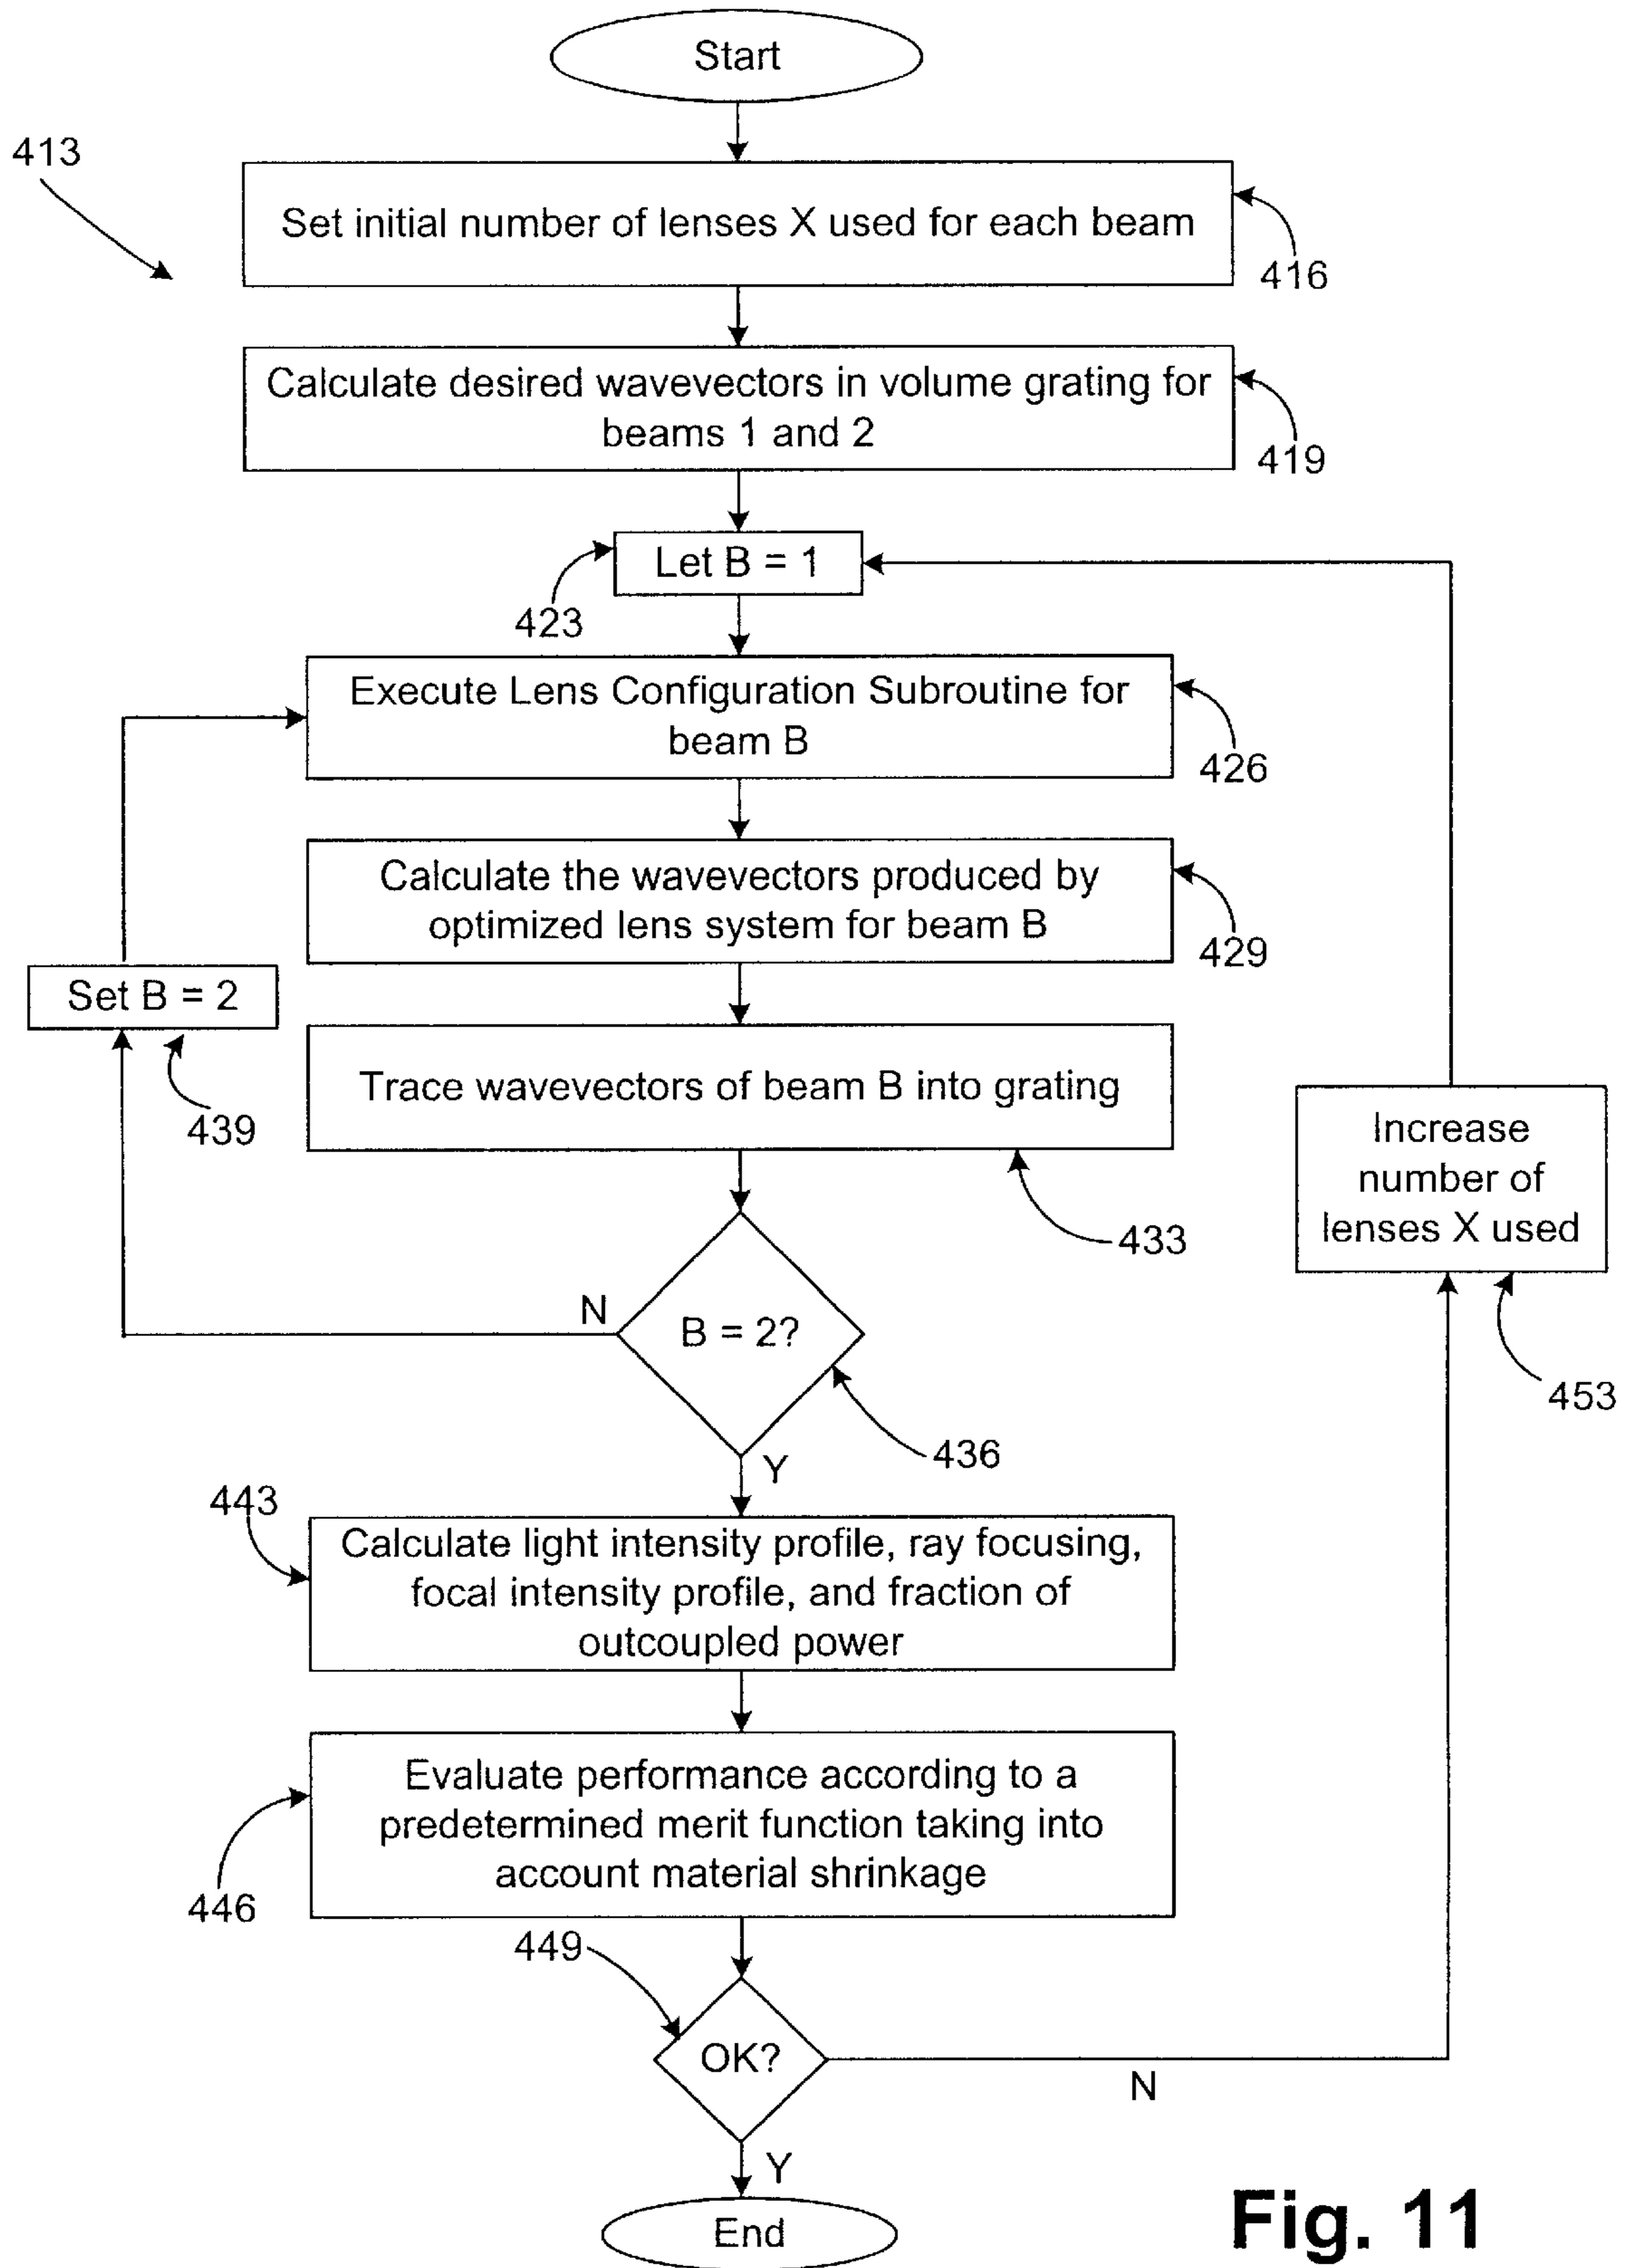 Start
413
Set initial number of lenses X used for each beam
416
Calculate desired wavevectors in volume grating for
beams 1 and 2
419
Let B = 1
423
Execute Lens Configuration Subroutine for
beam B
426
Calculate the wavevectors produced by
optimized lens system for beam B
429
Set B = 2
439
Trace wavevectors of beam B into grating
433
Increase
number of
lenses X used
453
N
B = 2?
436
Y
443
Calculate light intensity profile, ray focusing,
focal intensity profile, and fraction of
outcoupled power
Evaluate performance according to a
predetermined merit function taking into
account material shrinkage
446
449
OK?
N
Y
End
Fig. 11